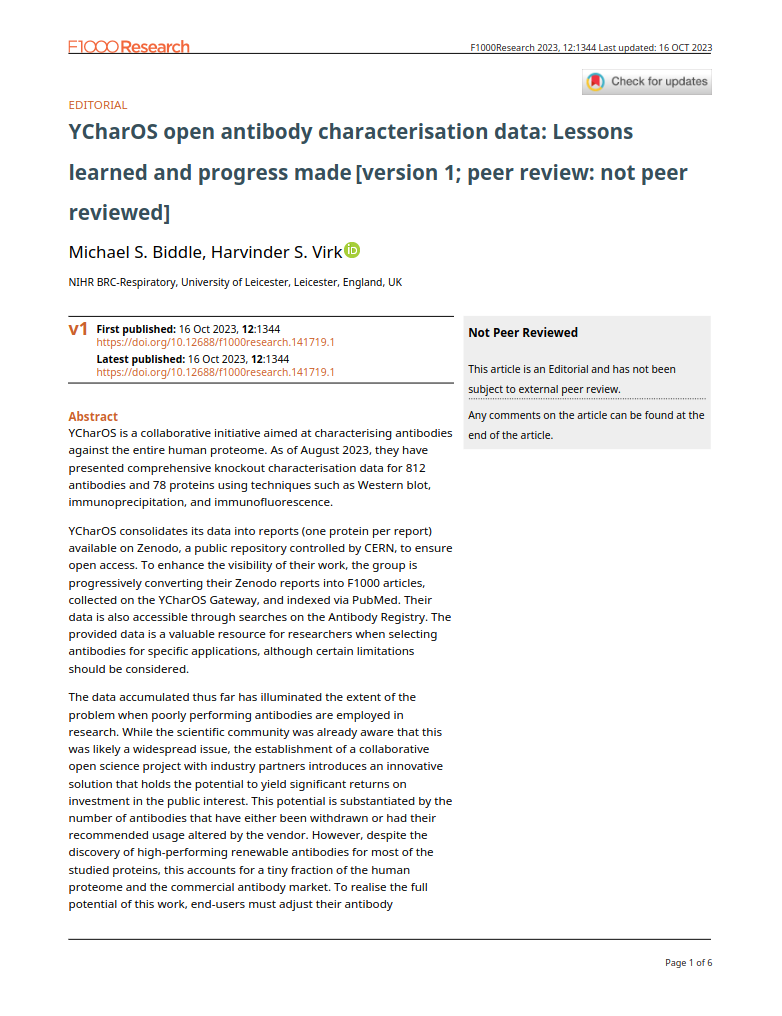 F1000Research
F1000Research 2023, 12:1344 Last updated: 16 OCT 2023
Check for updates
EDITORIAL
YCharOS open antibody characterisation data: Lessons
learned and progress made [version 1; peer review: not peer
reviewed]
Michael S. Biddle, Harvinder S. Virk iD
NIHR BRC-Respiratory, University of Leicester, Leicester, England, UK
v1 First published: 16 Oct 2023, 12:1344
https://doi.org/10.12688/f1000research.141719.1
Latest published: 16 Oct 2023, 12:1344
https://doi.org/10.12688/f1000research.141719.1
Not Peer Reviewed
This article is an Editorial and has not been
subject to external peer review.
Any comments on the article can be found at the
end of the article.
Abstract
YCharOS is a collaborative initiative aimed at characterising antibodies
against the entire human proteome. As of August 2023, they have
presented comprehensive knockout characterisation data for 812
antibodies and 78 proteins using techniques such as Western blot,
immunoprecipitation, and immunofluorescence.
YCharOS consolidates its data into reports (one protein per report)
available on Zenodo, a public repository controlled by CERN, to ensure
open access. To enhance the visibility of their work, the group is
progressively converting their Zenodo reports into F1000 articles,
collected on the YCharOS Gateway, and indexed via PubMed. Their
data is also accessible through searches on the Antibody Registry. The
provided data is a valuable resource for researchers when selecting
antibodies for specific applications, although certain limitations
should be considered.
The data accumulated thus far has illuminated the extent of the
problem when poorly performing antibodies are employed in
research. While the scientific community was already aware that this
was likely a widespread issue, the establishment of a collaborative
open science project with industry partners introduces an innovative
solution that holds the potential to yield significant returns on
investment in the public interest. This potential is substantiated by the
number of antibodies that have either been withdrawn or had their
recommended usage altered by the vendor. However, despite the
discovery of high-performing renewable antibodies for most of the
studied proteins, this accounts for a tiny fraction of the human
proteome and the commercial antibody market. To realise the full
potential of this work, end-users must adjust their antibody
Page 1 of 6